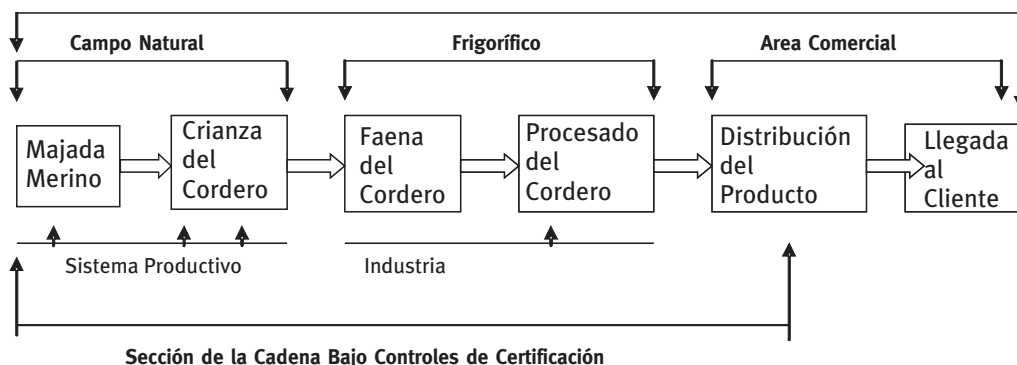 Campo Natural
Frigorífico
Area Comercial
Majada
Merino
Crianza
del
Cordero
Faena
del
Cordero
Procesado
del
Cordero
Distribución
del
Producto
Llegada
al
Cliente
Sistema Productivo
Industria
Sección de la Cadena Bajo Controles de Certificación